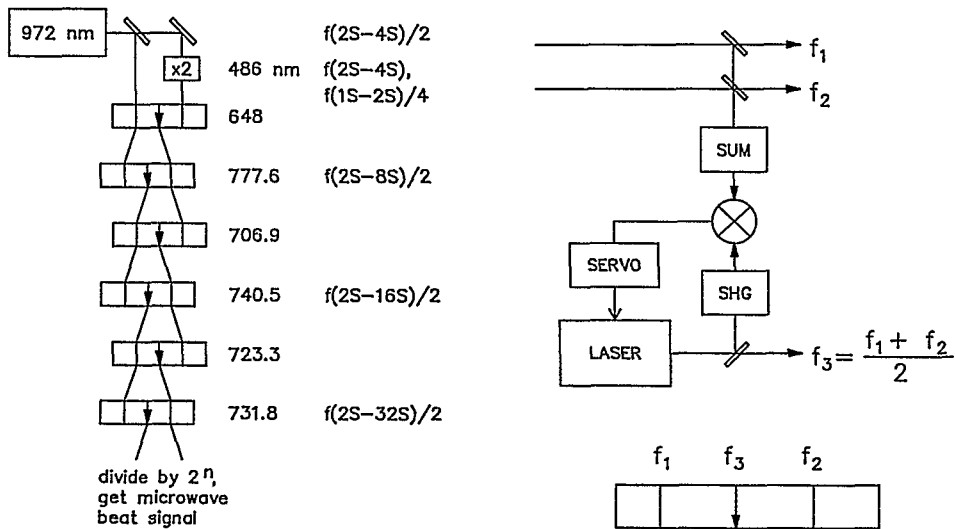 972 nm
f(2S-4S)/2
x2
486 nm f(2S-4S),
f(1S-2S)/4
648
777.6 f(2S-8S)/2
706.9
740.5 f(2S-16S)/2
723.3
731.8 f(2S-32S)/2
divide by 2ⁿ,
get microwave
beat signal
f₁
f₂
SUM
SERVO
SHG
LASER
f₃= f₁+ f₂
2
f₁ f₃ f₂